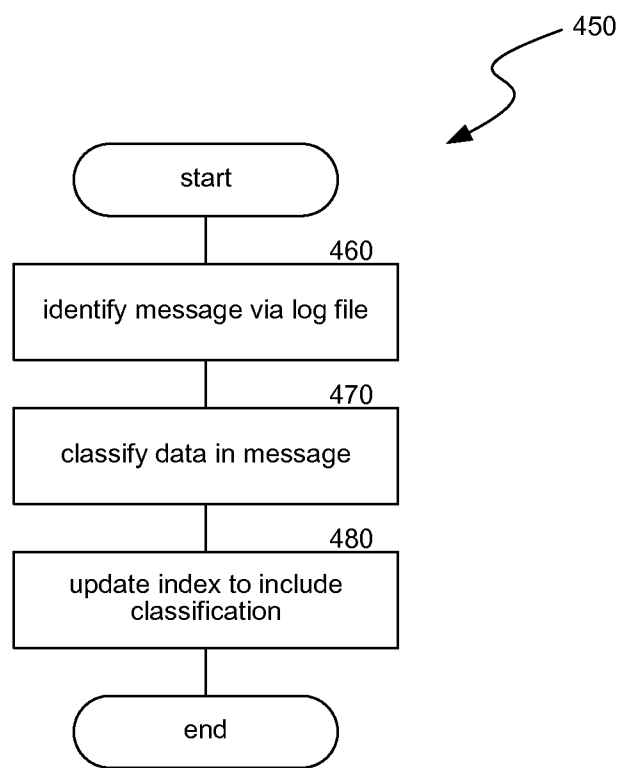 450
start
460
identify message via log file
470
classify data in message
480
update index to include
classification
end